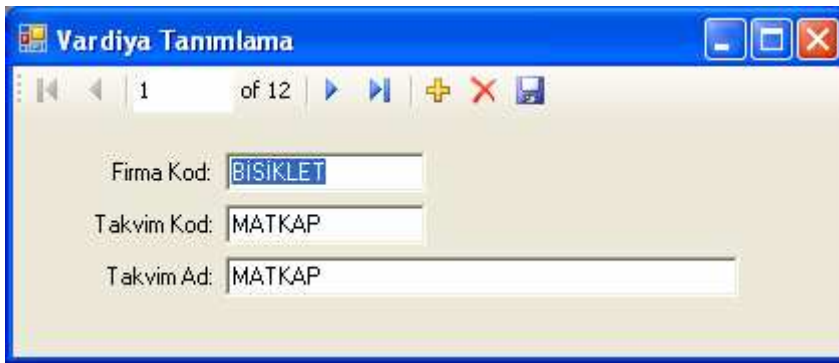 Vardiya Tanımlama
1 of 12
Firma Kod: BİSİKLET
Takvim Kod: MATKAP
Takvim Ad: MATKAP